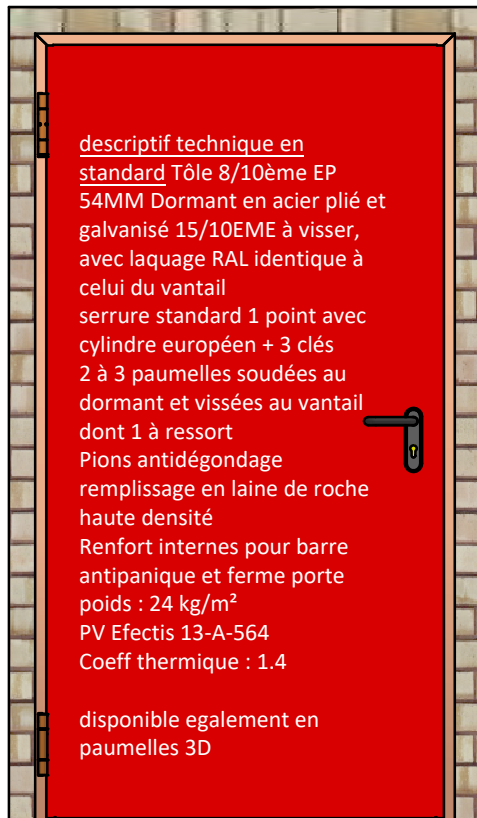 descriptif technique en
standard Tôle 8/10ème EP
54MM Dormant en acier plié et
galvanisé 15/10EME à visser,
avec laquage RAL identique à
celui du vantail
serrure standard 1 point avec
cylindre européen + 3 clés
2 à 3 paumelles soudées au
dormant et vissées au vantail
dont 1 à ressort
Pions antidégondage
remplissage en laine de roche
haute densité
Renfort internes pour barre
antipanique et ferme porte
poids : 24 kg/m²
PV Efectis 13-A-564
Coeff thermique : 1.4
disponible egalement en
paumelles 3D